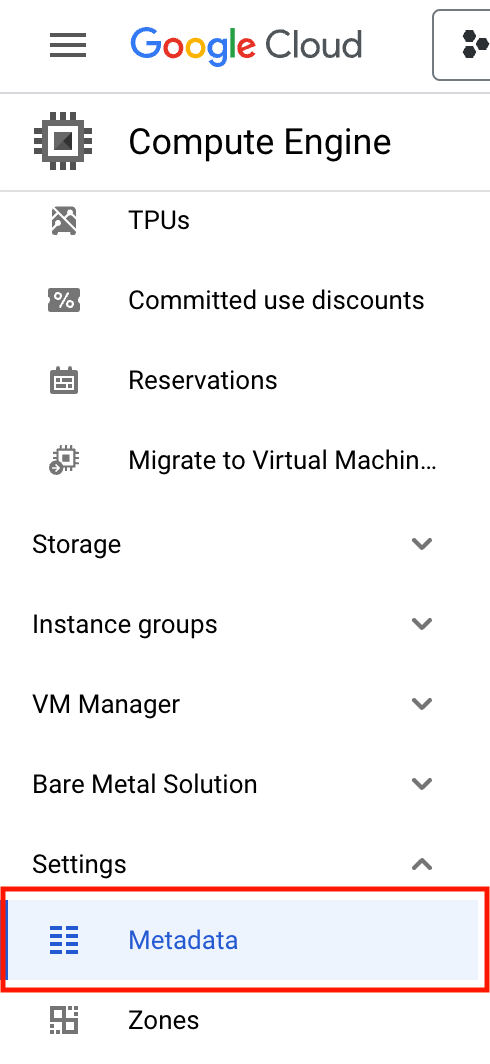 Google Cloud
Compute Engine
TPUs
Committed use discounts
Reservations
Migrate to Virtual Machin...
Storage
Instance groups
VM Manager
Bare Metal Solution
Settings
Metadata
Zones